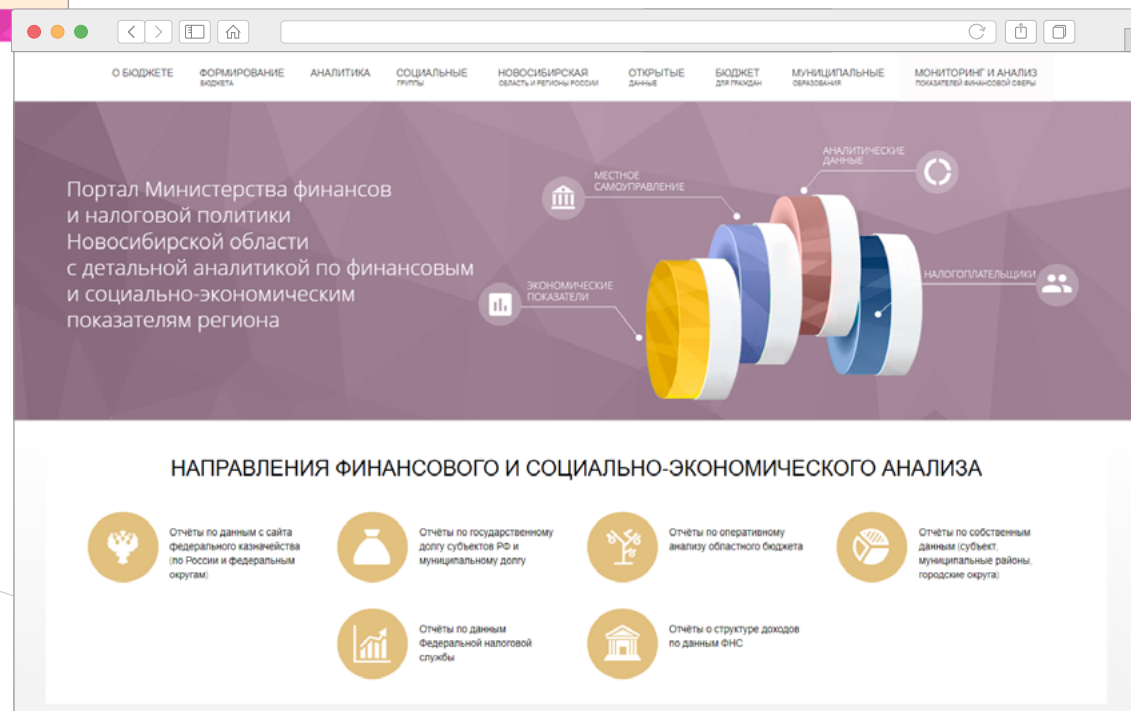 О БЮДЖЕТЕ
ФОРМИРОВАНИЕ
БЮДЖЕТА
АНАЛИТИКА
СОЦИАЛЬНЫЕ
ГРУППЫ
НОВОСИБИРСКАЯ
ОБЛАСТЬ И РЕГИОНЫ РОССИИ
ОТКРЫТЫЕ
ДАННЫЕ
БЮДЖЕТ
ДЛЯ ГРАЖДАН
МУНИЦИПАЛЬНЫЕ
ОБРАЗОВАНИЯ
МОНИТОРИНГ И АНАЛИЗ
ПОКАЗАТЕЛЕЙ ФИНАНСОВОЙ СФЕРЫ
Портал Министерства финансов
и налоговой политики
Новосибирской области
с детальной аналитикой по финансовым
и социально-экономическим
показателям региона
МЕСТНОЕ
САМОУПРАВЛЕНИЕ
АНАЛИТИЧЕСКИЕ
ДАННЫЕ
ЭКОНОМИЧЕСКИЕ
ПОКАЗАТЕЛИ
НАЛОГОПЛАТЕЛЬЩИКИ
НАПРАВЛЕНИЯ ФИНАНСОВОГО И СОЦИАЛЬНО-ЭКОНОМИЧЕСКОГО АНАЛИЗА
Отчёты по данным с сайта
федерального казначейства
(по России и федеральным
округам)
Отчёты по государственному
долгу субъектов РФ и
муниципальному долгу
Отчёты по оперативному
анализу областного бюджета
Отчёты по собственным
данным (субъект,
муниципальные районы,
городские округа)
Отчёты по данным
Федеральной налоговой
службы
Отчёты о структуре доходов
по данным ФНС